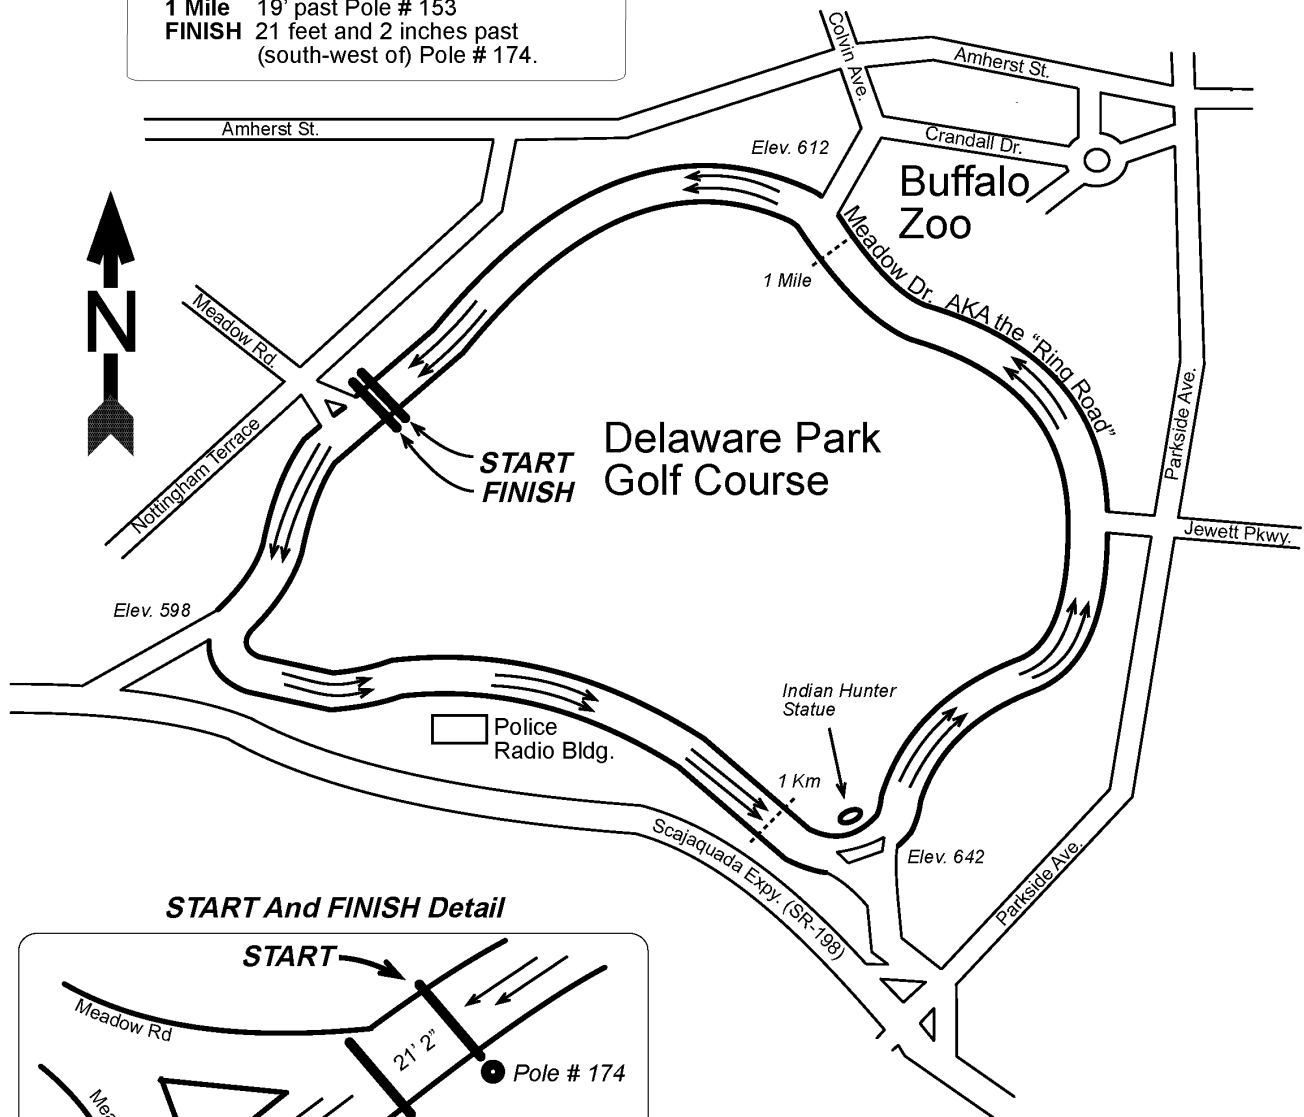 1 Mile 19' past Pole # 153
FINISH 21 feet and 2 inches past
(south-west of) Pole # 174.
Colvin Ave.
Amherst St.
Amherst St.
Crandall Dr.
Elev. 612
Buffalo
Zoo
Meadow Dr. AKA the “Ring Road”
1 Mile
N
Meadow Rd.
Parkside Ave.
Nottingham Terrace
Delaware Park
Golf Course
START
FINISH
Jewett Pkwy.
Elev. 598
Indian Hunter
Statue
Police
Radio Bldg.
1 Km
Scajaquada Expy. (SR-198)
Elev. 642
Parkside Ave.
START And FINISH Detail
START
Meadow Rd
21' 2”
Pole # 174
Mea